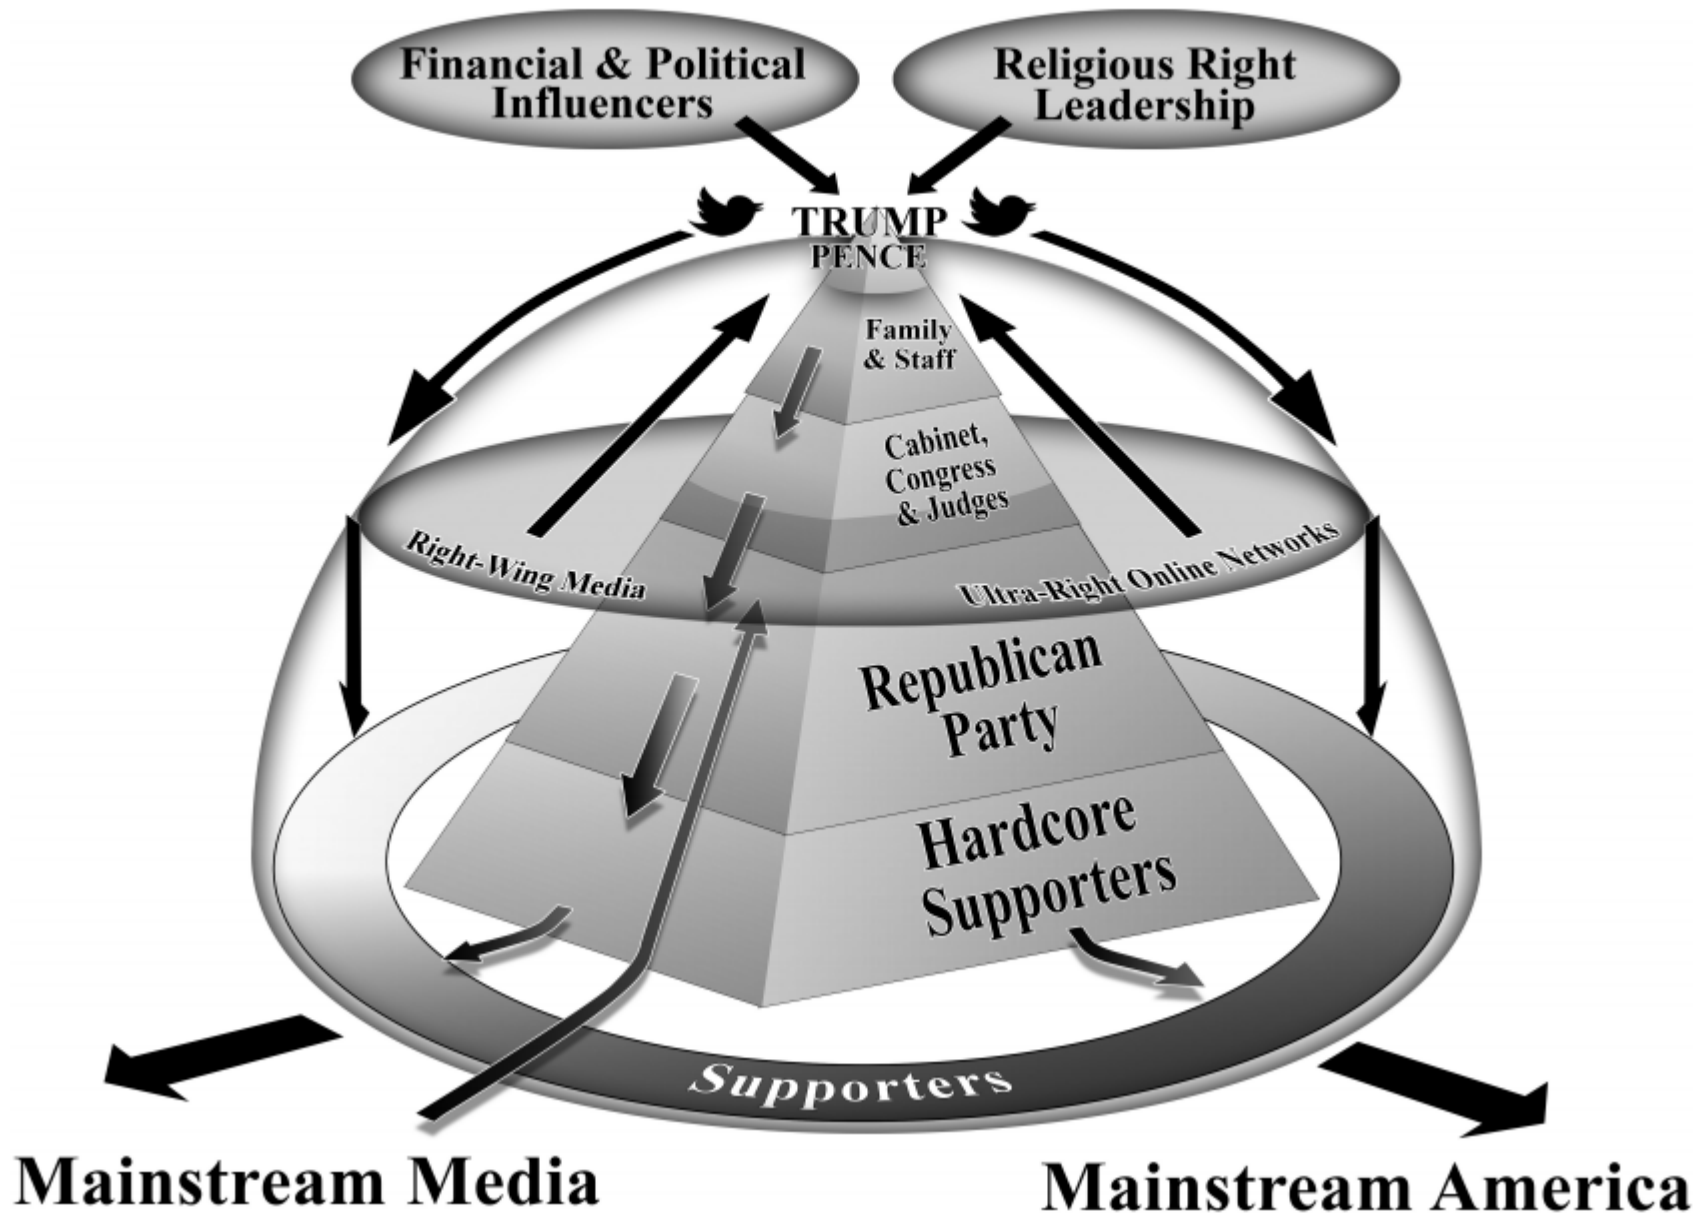 Financial & Political
Influencers
Religious Right
Leadership
TRUMP
PENCE
Family
& Staff
Cabinet,
Congress
& Judges
Right-Wing Media
Ultra-Right Online Networks
Republican
Party
Hardcore
Supporters
Supporters
Mainstream Media
Mainstream America